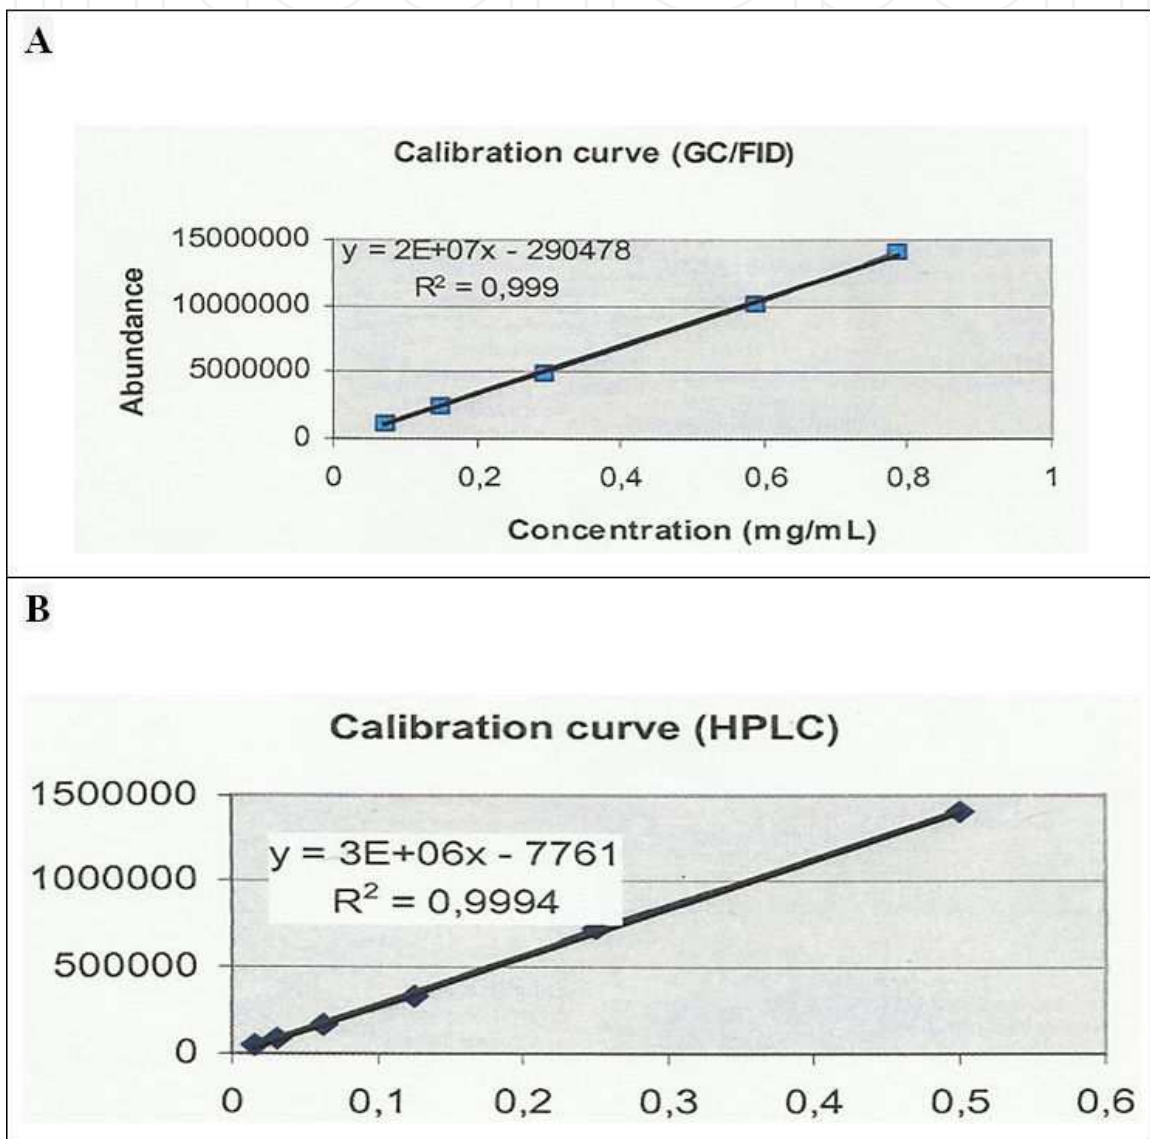 A
Calibration curve (GC/FID)
y = 2E+07x - 290478
R² = 0,999
Abundance
15000000
10000000
5000000
0
0 0,2 0,4 0,6 0,8 1
Concentration (mg/mL)
B
Calibration curve (HPLC)
y = 3E+06x - 7761
R² = 0,9994
1500000
1000000
500000
0
0 0,1 0,2 0,3 0,4 0,5 0,6